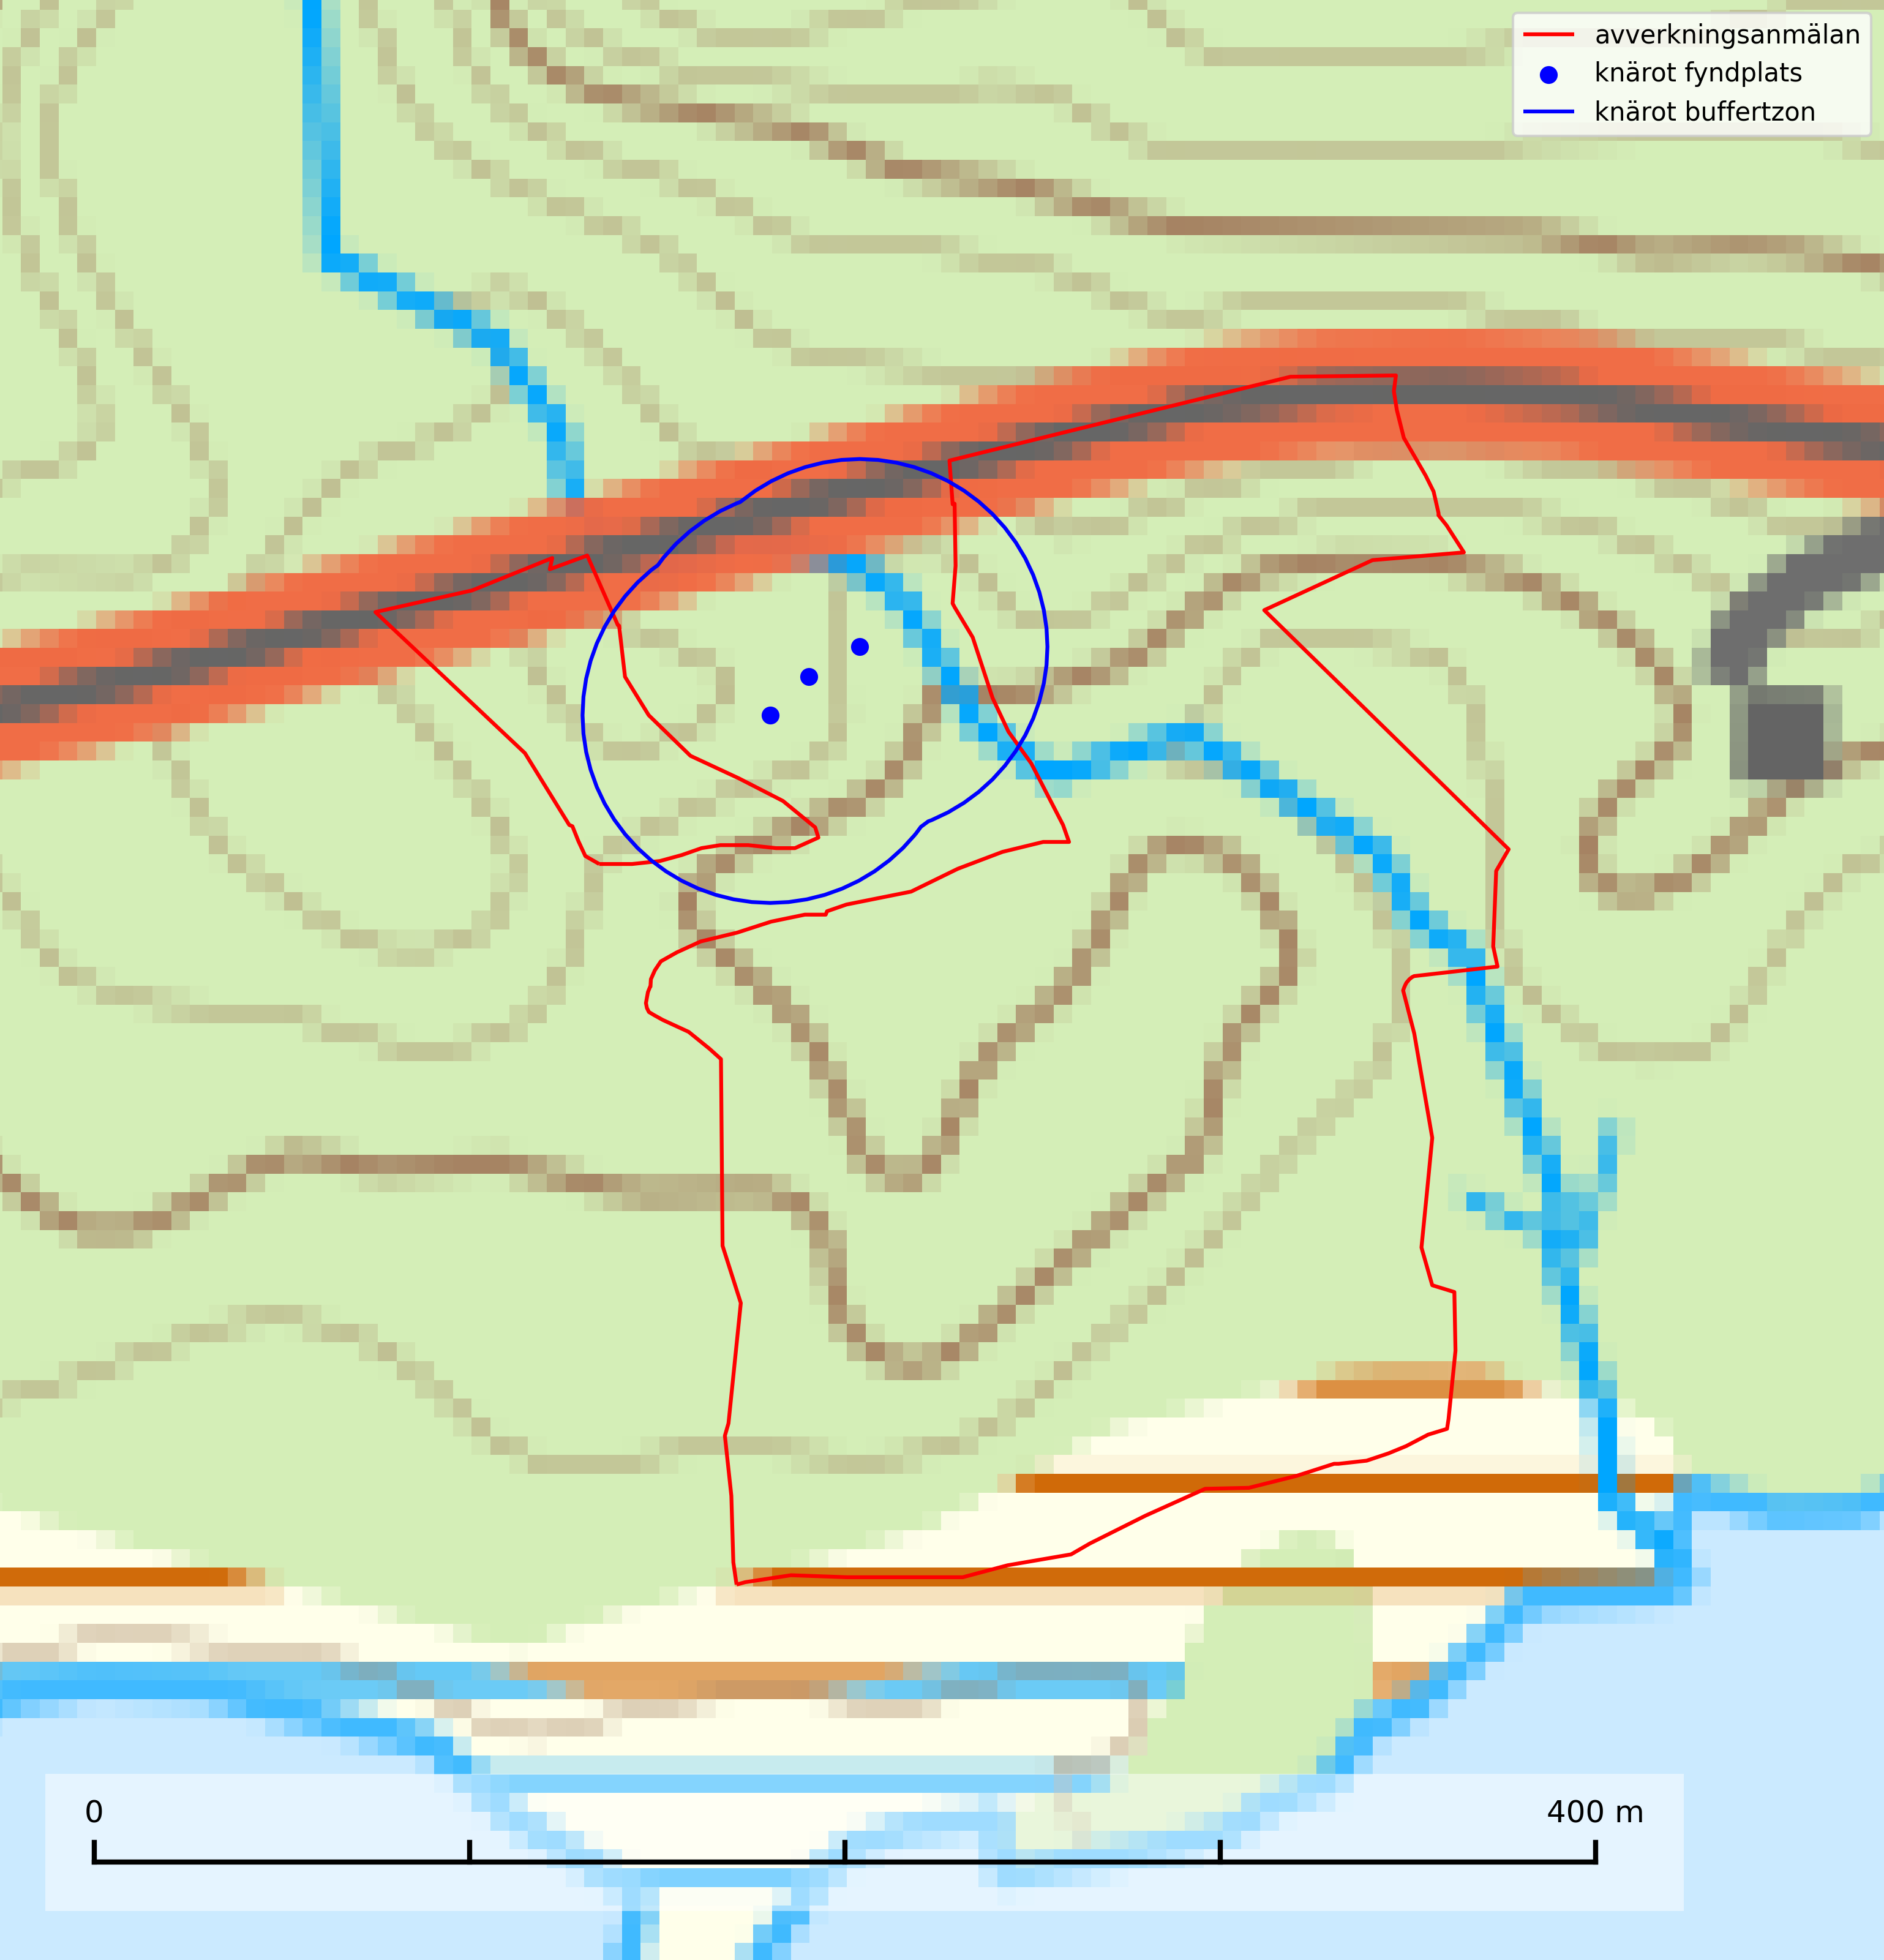 avverkningsanmälan
knärot fyndplats
knärot buffertzon
0
400 m